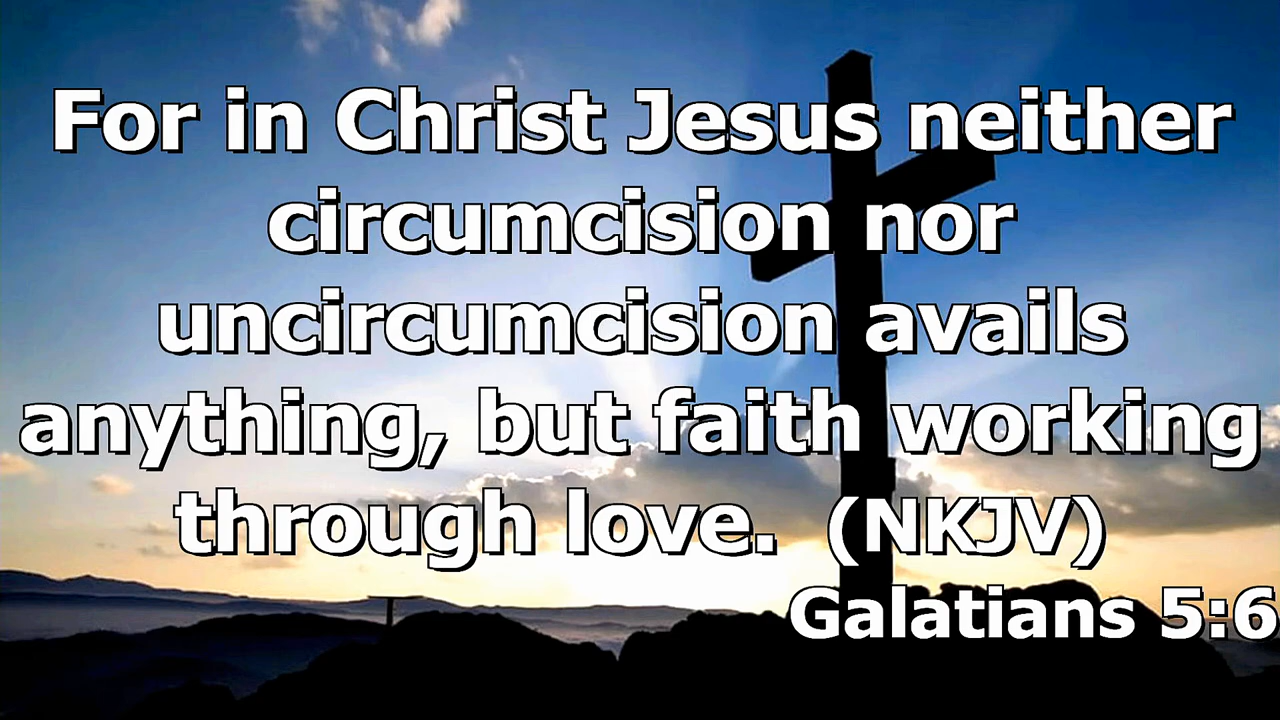 For in Christ Jesus neither
circumcision nor
uncircumcision avails
anything, but faith working
through love. (NKJV)
Galatians 5:6